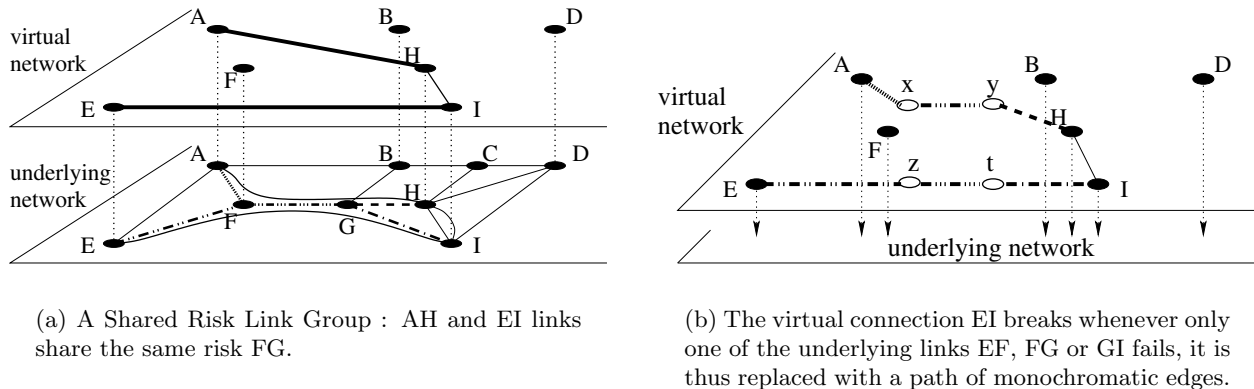 A B D
virtual
network
H
F
E I
A B C D
underlying
network
H
F G
E I
(a) A Shared Risk Link Group : AH and EI links
share the same risk FG.
A B D
x y
virtual
network
H
F
z t
E I
underlying network
(b) The virtual connection EI breaks whenever only
one of the underlying links EF, FG or GI fails, it is
thus replaced with a path of monochromatic edges.